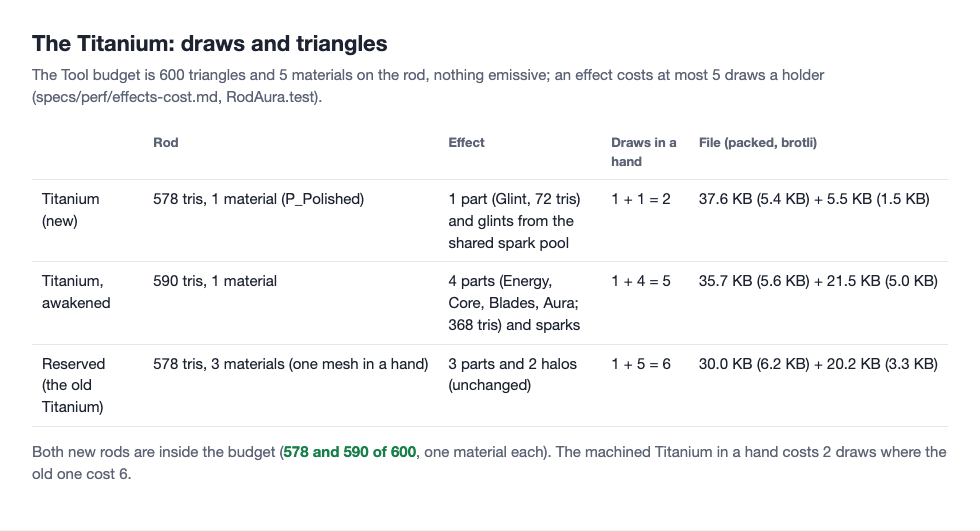 The Titanium: draws and triangles
The Tool budget is 600 triangles and 5 materials on the rod, nothing emissive; an effect costs at most 5 draws a holder
(specs/perf/effects-cost.md, RodAura.test).
Rod
Effect
Draws in a
hand
File (packed, brotli)
Titanium
(new)
578 tris, 1 material (P_Polished)
1 part (Glint, 72 tris)
and glints from the
shared spark pool
1 + 1 = 2
37.6 KB (5.4 KB) + 5.5 KB (1.5 KB)
Titanium,
awakened
590 tris, 1 material
4 parts (Energy,
Core, Blades, Aura;
368 tris) and sparks
1 + 4 = 5
35.7 KB (5.6 KB) + 21.5 KB (5.0 KB)
Reserved
(the old
Titanium)
578 tris, 3 materials (one mesh in a hand)
3 parts and 2 halos
(unchanged)
1 + 5 = 6
30.0 KB (6.2 KB) + 20.2 KB (3.3 KB)
Both new rods are inside the budget (578 and 590 of 600, one material each). The machined Titanium in a hand costs 2 draws where the
old one cost 6.